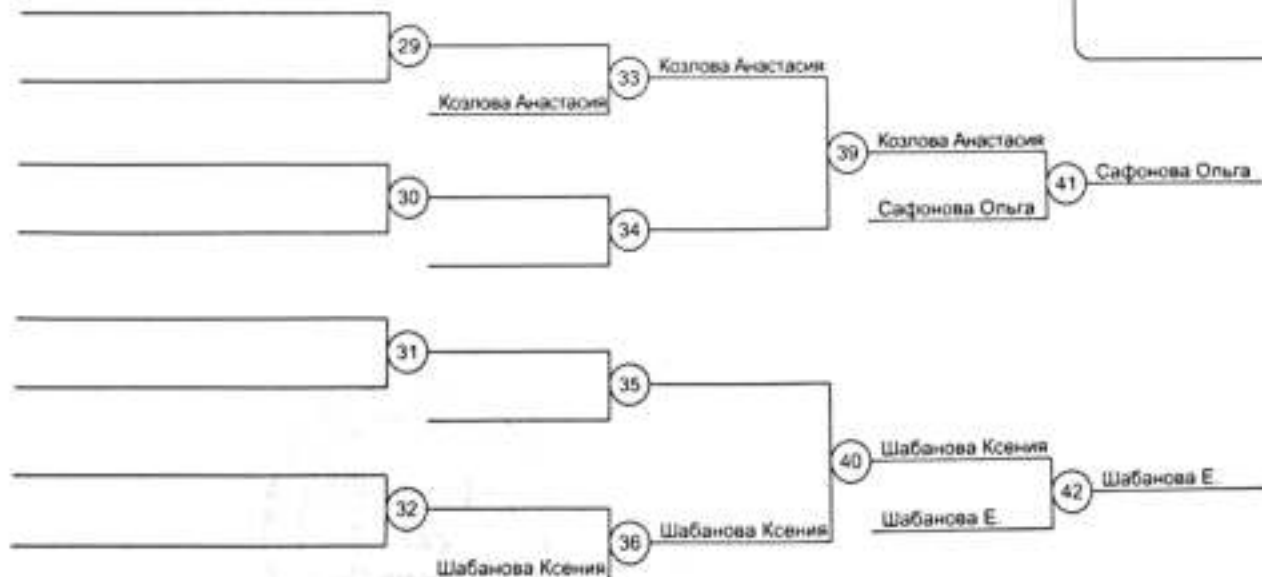 29
33
Козлова Анастасия
Козлова Анастасия
39
Козлова Анастасия
41
Сафонова Ольга
Сафонова Ольга
30
34
31
35
40
Шабанова Ксения
42
Шабанова Е.
Шабанова Е.
32
36
Шабанова Ксения
Шабанова Ксения